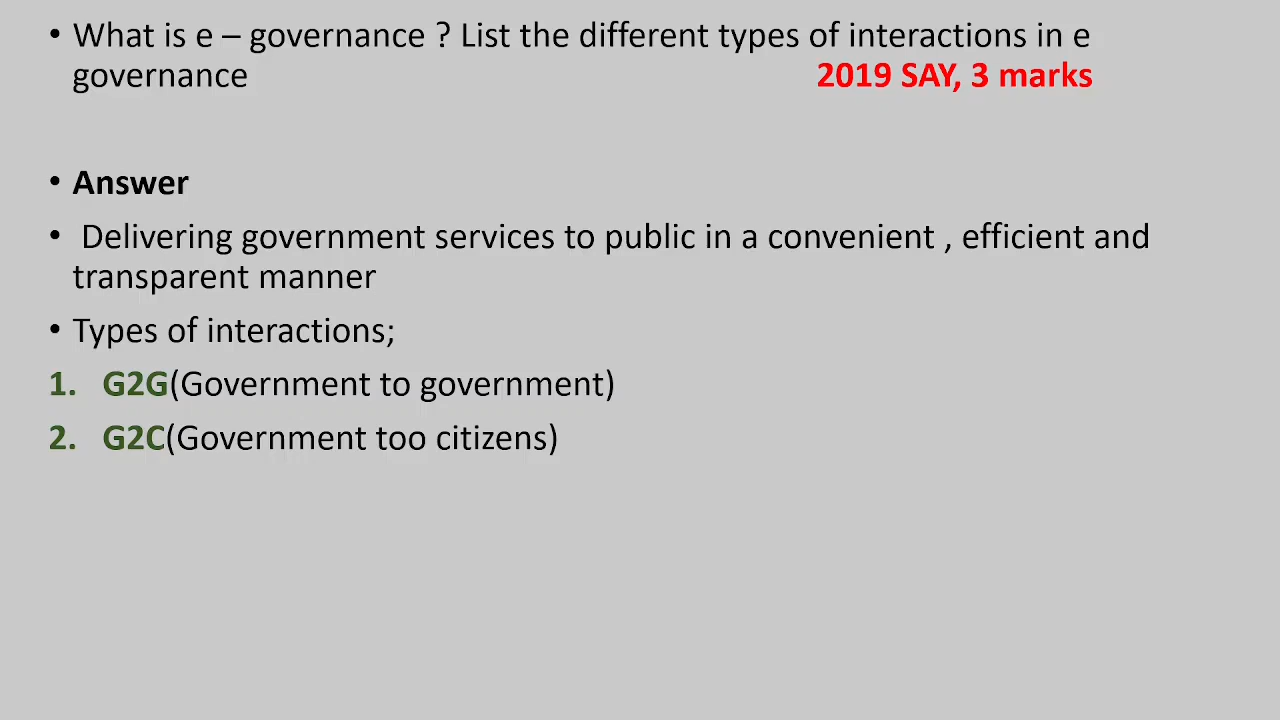 • What is e – governance ? List the different types of interactions in e
governance 2019 SAY, 3 marks
• Answer
• Delivering government services to public in a convenient , efficient and
transparent manner
• Types of interactions;
1. G2G(Government to government)
2. G2C(Government too citizens)